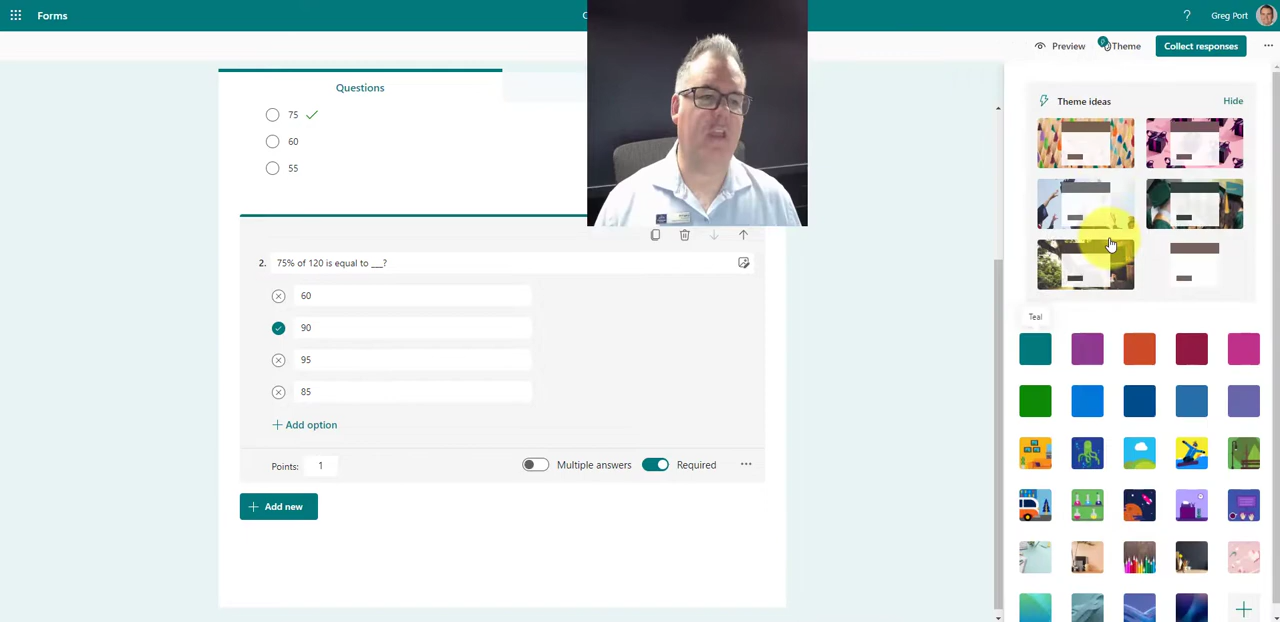 Forms
C
?
Greg Port
Preview
Theme
Collect responses
...
Questions
75
60
55
2. 75% of 120 is equal to ___?
60
90
95
85
+ Add option
Points: 1
Multiple answers
Required
...
+ Add new
Theme ideas
Hide
Teal